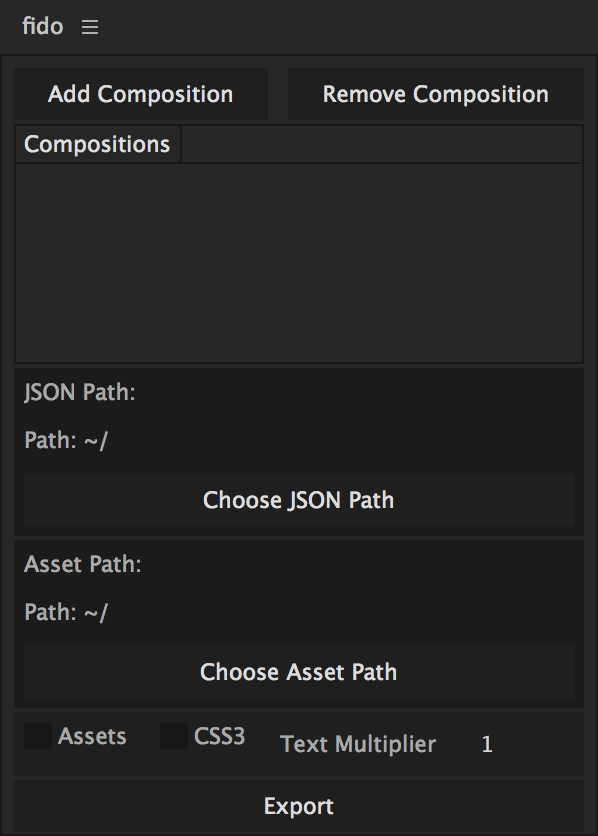 fido
Add Composition Remove Composition
Compositions
JSON Path:
Path: ~/
Choose JSON Path
Asset Path:
Path: ~/
Choose Asset Path
Assets CSS3 Text Multiplier 1
Export